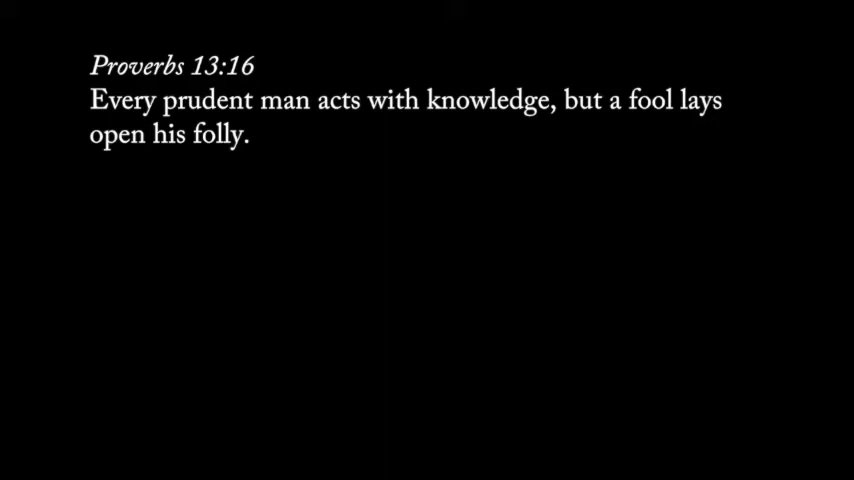 Proverbs 13:16
Every prudent man acts with knowledge, but a fool lays
open his folly.